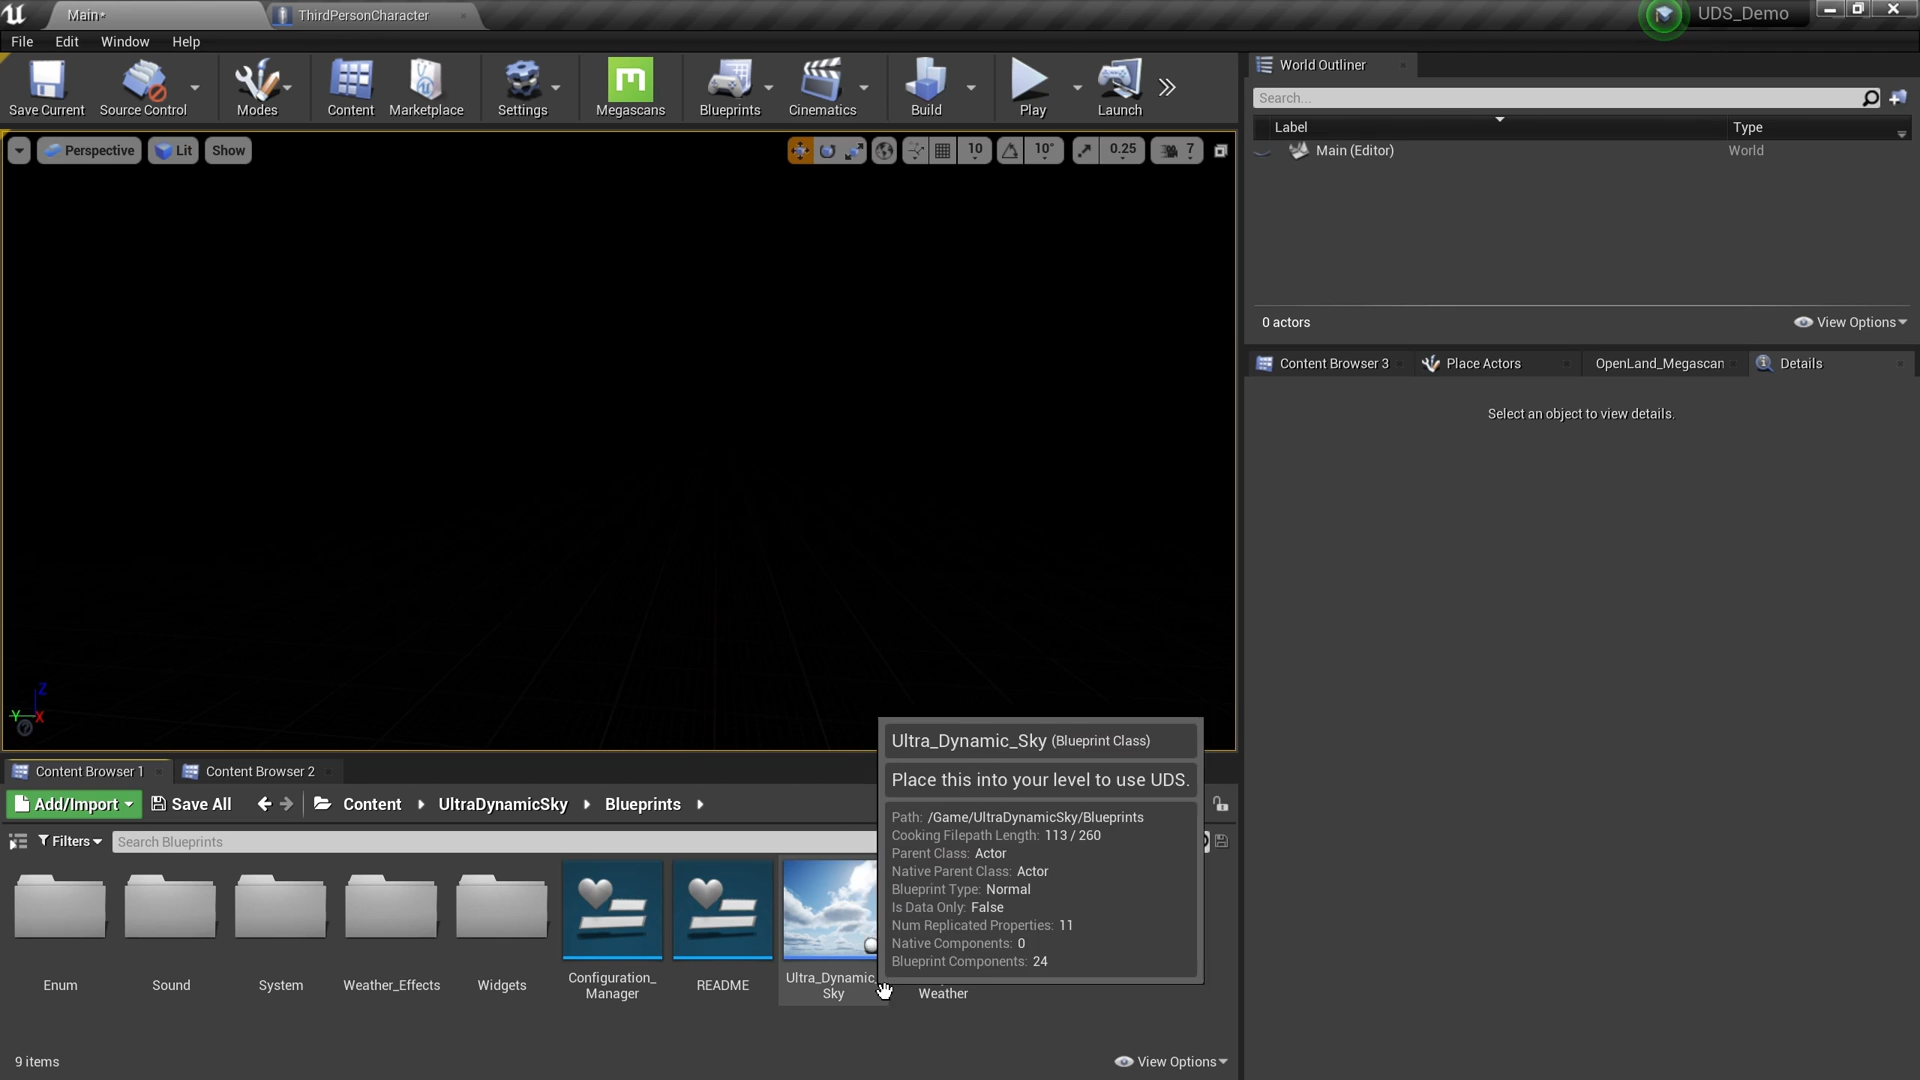 Main*
ThirdPersonCharacter
UDS_Demo
File
Edit
Window
Help
Save Current
Source Control
Modes
Content
Marketplace
Settings
Megascans
Blueprints
Cinematics
Build
Play
Launch
Perspective
Lit
Show
10
10°
0.25
7
World Outliner
Search...
Label
Type
Main (Editor)
World
0 actors
View Options
Content Browser 3
Place Actors
OpenLand_Megascan
Details
Select an object to view details.
Z
Y
X
Content Browser 1
Content Browser 2
Add/Import
Save All
Content
UltraDynamicSky
Blueprints
Filters
Search Blueprints
Enum
Sound
System
Weather_Effects
Widgets
Configuration_
Manager
README
Ultra_Dynamic_
Sky
Weather
Ultra_Dynamic_Sky (Blueprint Class)
Place this into your level to use UDS.
Path: /Game/UltraDynamicSky/Blueprints
Cooking Filepath Length: 113 / 260
Parent Class: Actor
Native Parent Class: Actor
Blueprint Type: Normal
Is Data Only: False
Num Replicated Properties: 11
Native Components: 0
Blueprint Components: 24
9 items
View Options